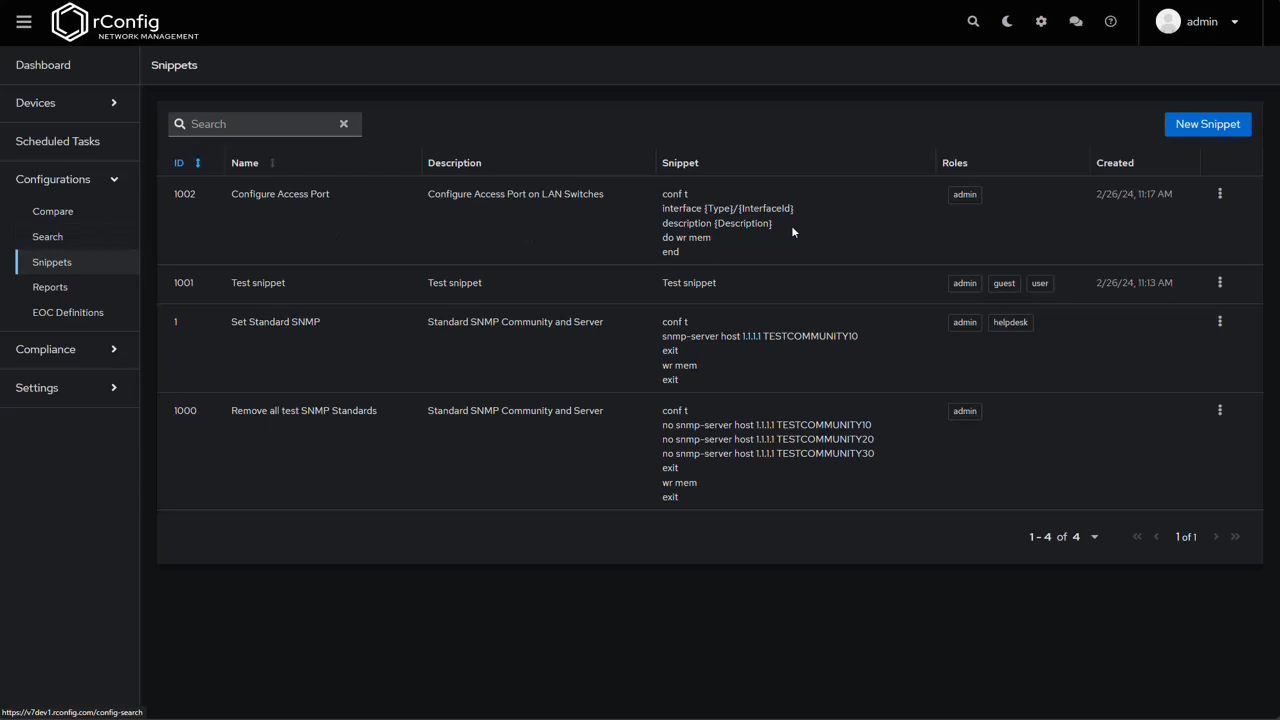 rConfig
NETWORK MANAGEMENT
admin
Dashboard
Devices
Scheduled Tasks
Configurations
Compare
Search
Snippets
Reports
EOC Definitions
Compliance
Settings
Snippets
Search
New Snippet
ID Name Description Snippet Roles Created
1002 Configure Access Port Configure Access Port on LAN Switches conf t admin 2/26/24, 11:17 AM
interface {Type}/{InterfaceId}
description {Description}
do wr mem
end
1001 Test snippet Test snippet Test snippet admin guest user 2/26/24, 11:13 AM
1 Set Standard SNMP Standard SNMP Community and Server conf t admin helpdesk
snmp-server host 1.1.1.1 TESTCOMMUNITY10
exit
wr mem
exit
1000 Remove all test SNMP Standards Standard SNMP Community and Server conf t admin
no snmp-server host 1.1.1.1 TESTCOMMUNITY10
no snmp-server host 1.1.1.1 TESTCOMMUNITY20
no snmp-server host 1.1.1.1 TESTCOMMUNITY30
exit
wr mem
exit
1 - 4 of 4 1 of 1
https://v7dev1.rconfig.com/config-search